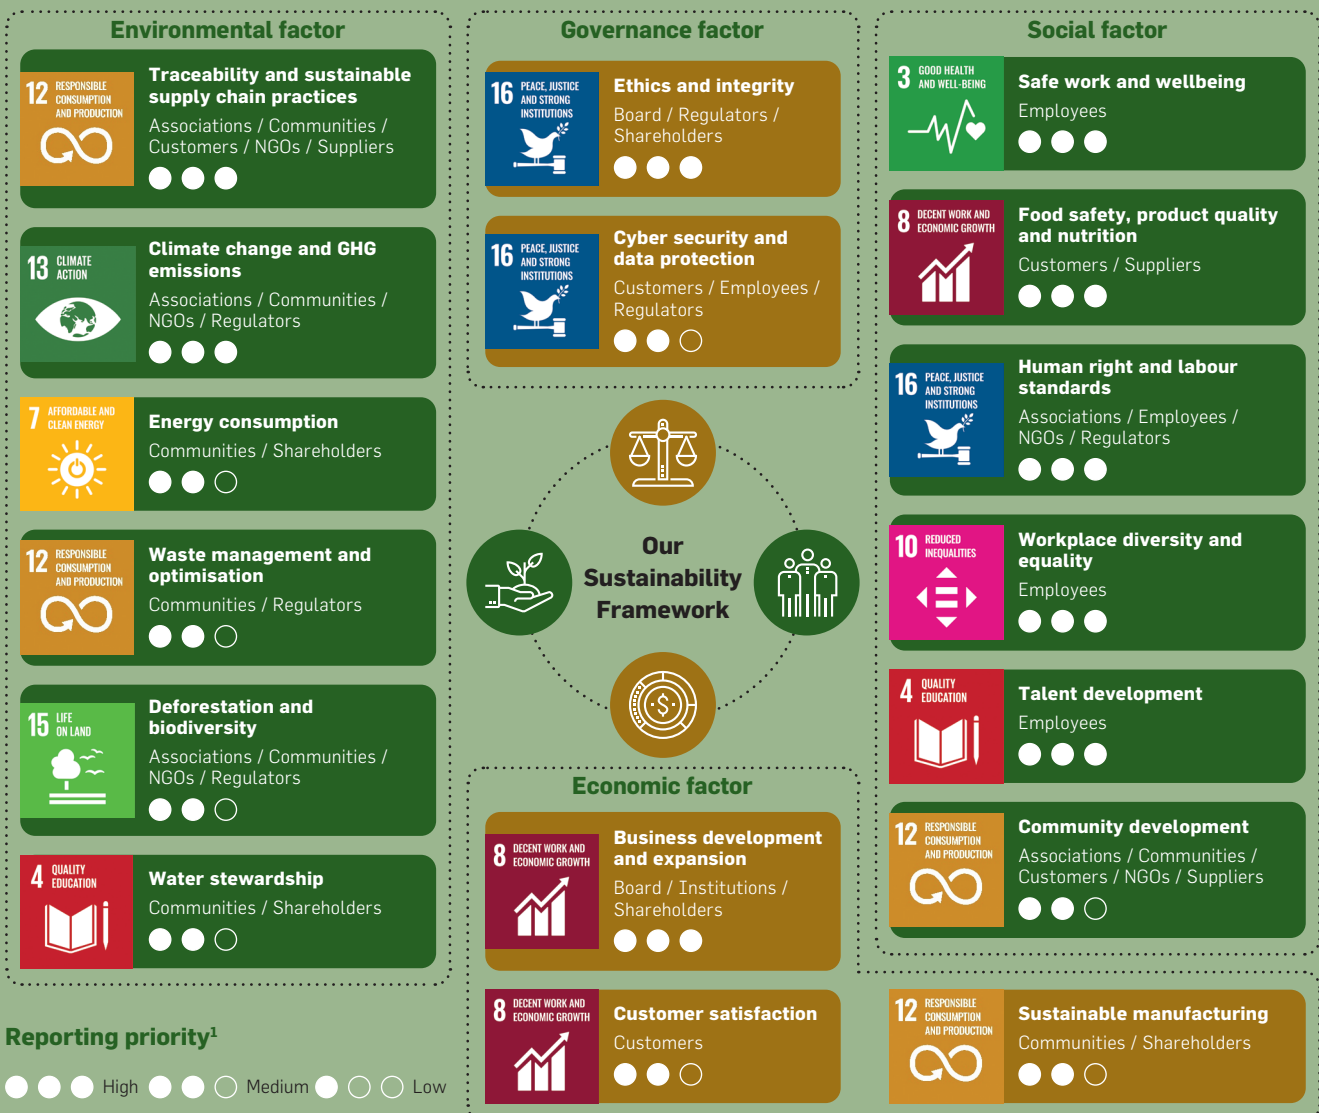 Environmental factor
12 RESPONSIBLE
CONSUMPTION
AND PRODUCTION
Traceability and sustainable
supply chain practices
Associations / Communities /
Customers / NGOs / Suppliers
13 CLIMATE
ACTION
Climate change and GHG
emissions
Associations / Communities /
NGOs / Regulators
7 AFFORDABLE AND
CLEAN ENERGY
Energy consumption
Communities / Shareholders
12 RESPONSIBLE
CONSUMPTION
AND PRODUCTION
Waste management and
optimisation
Communities / Regulators
15 LIFE
ON LAND
Deforestation and
biodiversity
Associations / Communities /
NGOs / Regulators
4 QUALITY
EDUCATION
Water stewardship
Communities / Shareholders
Governance factor
16 PEACE, JUSTICE
AND STRONG
INSTITUTIONS
Ethics and integrity
Board / Regulators /
Shareholders
16 PEACE, JUSTICE
AND STRONG
INSTITUTIONS
Cyber security and
data protection
Customers / Employees /
Regulators
Our
Sustainability
Framework
$
Economic factor
8 DECENT WORK AND
ECONOMIC GROWTH
Business development
and expansion
Board / Institutions /
Shareholders
8 DECENT WORK AND
ECONOMIC GROWTH
Customer satisfaction
Customers
Social factor
3 GOOD HEALTH
AND WELL-BEING
Safe work and wellbeing
Employees
8 DECENT WORK AND
ECONOMIC GROWTH
Food safety, product quality
and nutrition
Customers / Suppliers
16 PEACE, JUSTICE
AND STRONG
INSTITUTIONS
Human right and labour
standards
Associations / Employees /
NGOs / Regulators
10 REDUCED
INEQUALITIES
Workplace diversity and
equality
Employees
4 QUALITY
EDUCATION
Talent development
Employees
12 RESPONSIBLE
CONSUMPTION
AND PRODUCTION
Community development
Associations / Communities /
Customers / NGOs / Suppliers
12 RESPONSIBLE
CONSUMPTION
AND PRODUCTION
Sustainable manufacturing
Communities / Shareholders
Reporting priority¹
High Medium Low